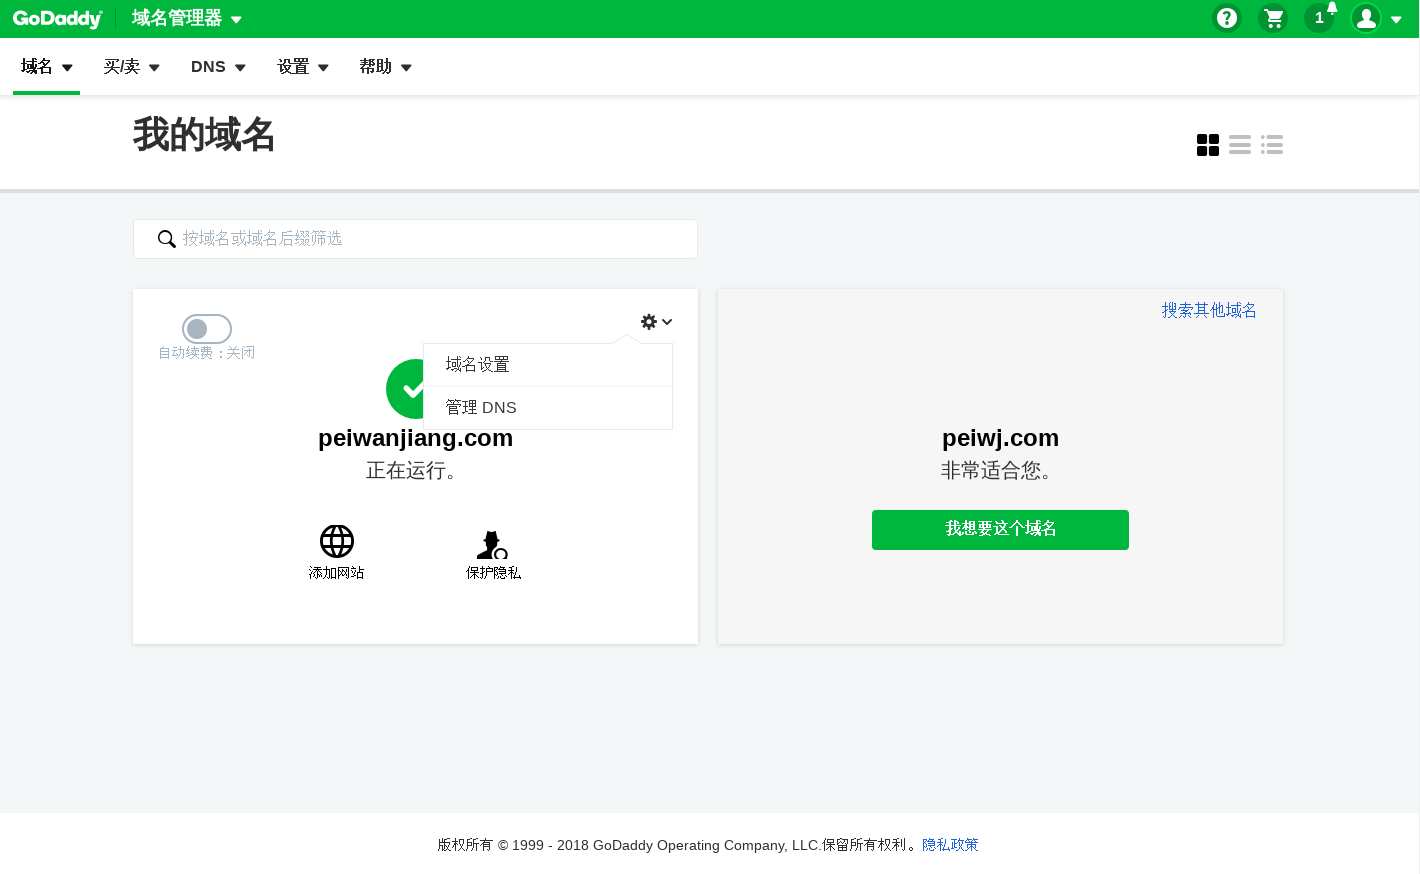 GoDaddy
域名管理器
1
域名
买/卖
DNS
设置
帮助
我的域名
按域名或域名后缀筛选
自动续费 : 关闭
域名设置
管理 DNS
peiwanjiang.com
正在运行。
添加网站
保护隐私
搜索其他域名
peiwj.com
非常适合您。
我想要这个域名
版权所有 © 1999 - 2018 GoDaddy Operating Company, LLC.保留所有权利。隐私政策